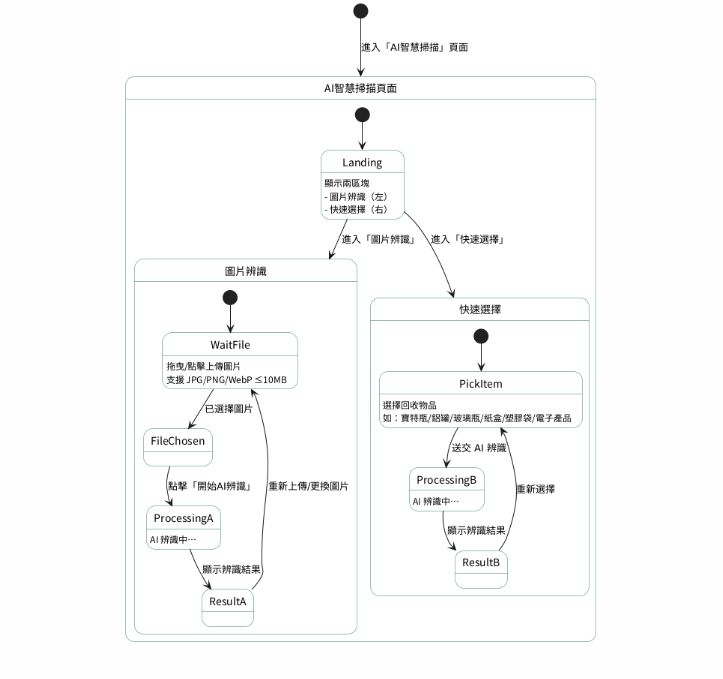 進入「AI智慧掃描」頁面
AI智慧掃描頁面
Landing
顯示兩區塊
- 圖片辨識（左）
- 快速選擇（右）
進入「圖片辨識」
進入「快速選擇」
圖片辨識
WaitFile
拖曳/點擊上傳圖片
支援 JPG/PNG/WebP ≤10MB
已選擇圖片
FileChosen
點擊「開始AI辨識」
重新上傳/更換圖片
ProcessingA
AI 辨識中…
顯示辨識結果
ResultA
快速選擇
PickItem
選擇回收物品
如：寶特瓶/鋁罐/玻璃瓶/紙盒/塑膠袋/電子產品
送交 AI 辨識
ProcessingB
AI 辨識中…
重新選擇
顯示辨識結果
ResultB